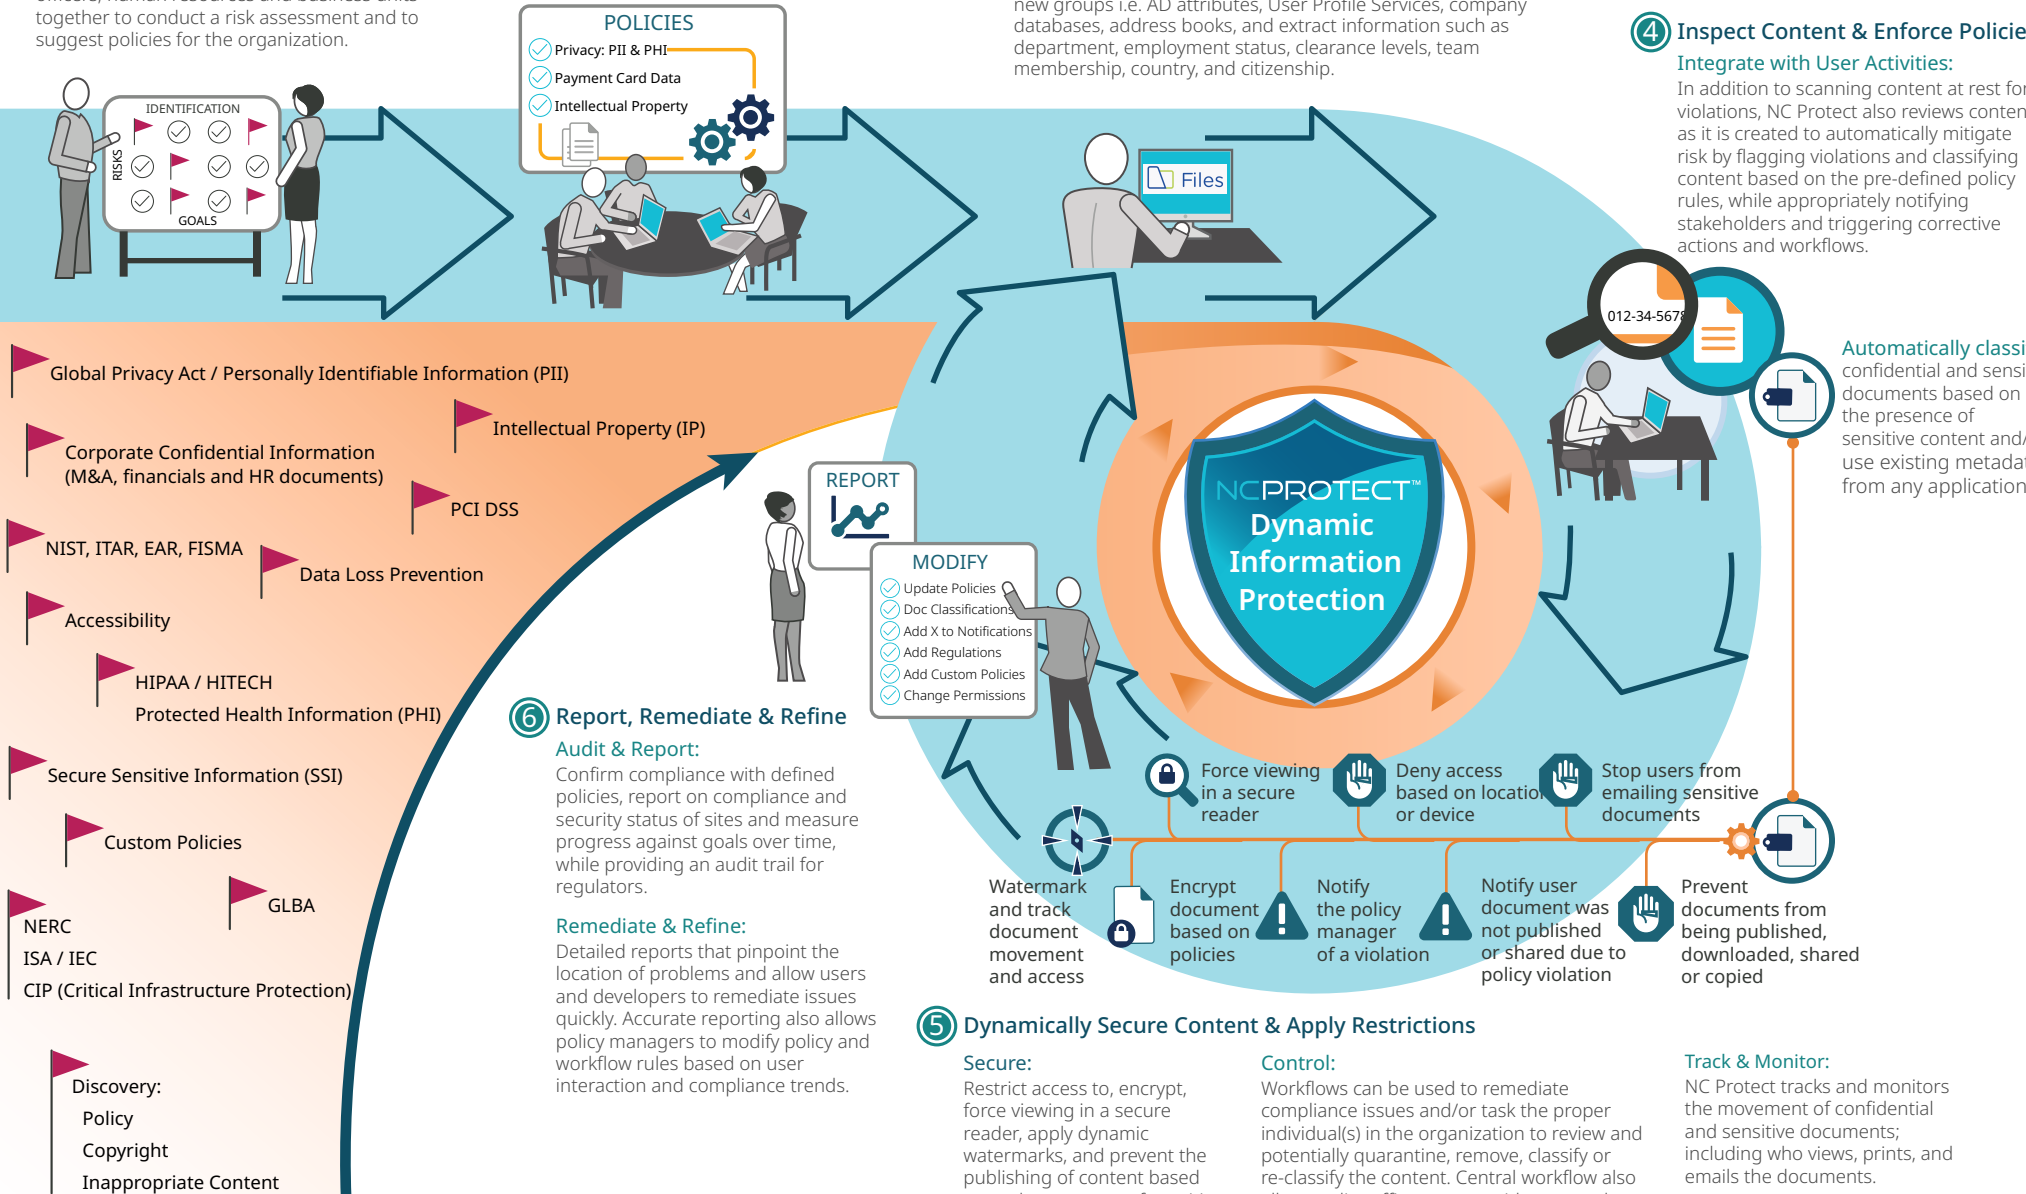 together to conduct a risk assessment and to
suggest policies for the organization.
new groups i.e. AD attributes, User Profile Services, company
databases, address books, and extract information such as
department, employment status, clearance levels, team
membership, country, and citizenship.
IDENTIFICATION
RISKS
GOALS
POLICIES
Privacy: PII & PHI
Payment Card Data
Intellectual Property
Files
4 Inspect Content & Enforce Policie
Integrate with User Activities:
In addition to scanning content at rest for
violations, NC Protect also reviews conten
as it is created to automatically mitigate
risk by flagging violations and classifying
content based on the pre-defined policy
rules, while appropriately notifying
stakeholders and triggering corrective
actions and workflows.
012-34-5678
Automatically classi
confidential and sensi
documents based on
the presence of
sensitive content and/
use existing metadat
from any application
Global Privacy Act / Personally Identifiable Information (PII)
Intellectual Property (IP)
Corporate Confidential Information
(M&A, financials and HR documents)
PCI DSS
NIST, ITAR, EAR, FISMA
Data Loss Prevention
Accessibility
HIPAA / HITECH
Protected Health Information (PHI)
Secure Sensitive Information (SSI)
Custom Policies
GLBA
NERC
ISA / IEC
CIP (Critical Infrastructure Protection)
Discovery:
Policy
Copyright
Inappropriate Content
REPORT
MODIFY
Update Policies
Doc Classifications
Add X to Notifications
Add Regulations
Add Custom Policies
Change Permissions
NCPROTECT™
Dynamic
Information
Protection
6 Report, Remediate & Refine
Audit & Report:
Confirm compliance with defined
policies, report on compliance and
security status of sites and measure
progress against goals over time,
while providing an audit trail for
regulators.
Remediate & Refine:
Detailed reports that pinpoint the
location of problems and allow users
and developers to remediate issues
quickly. Accurate reporting also allows
policy managers to modify policy and
workflow rules based on user
interaction and compliance trends.
Force viewing
in a secure
reader
Deny access
based on location
or device
Stop users from
emailing sensitive
documents
Watermark
and track
document
movement
and access
Encrypt
document
based on
policies
Notify
the policy
manager
of a violation
Notify user
document was
not published
or shared due to
policy violation
Prevent
documents from
being published,
downloaded, shared
or copied
5 Dynamically Secure Content & Apply Restrictions
Secure:
Restrict access to, encrypt,
force viewing in a secure
reader, apply dynamic
watermarks, and prevent the
publishing of content based
Control:
Workflows can be used to remediate
compliance issues and/or task the proper
individual(s) in the organization to review and
potentially quarantine, remove, classify or
re-classify the content. Central workflow also
Track & Monitor:
NC Protect tracks and monitors
the movement of confidential
and sensitive documents;
including who views, prints, and
emails the documents.